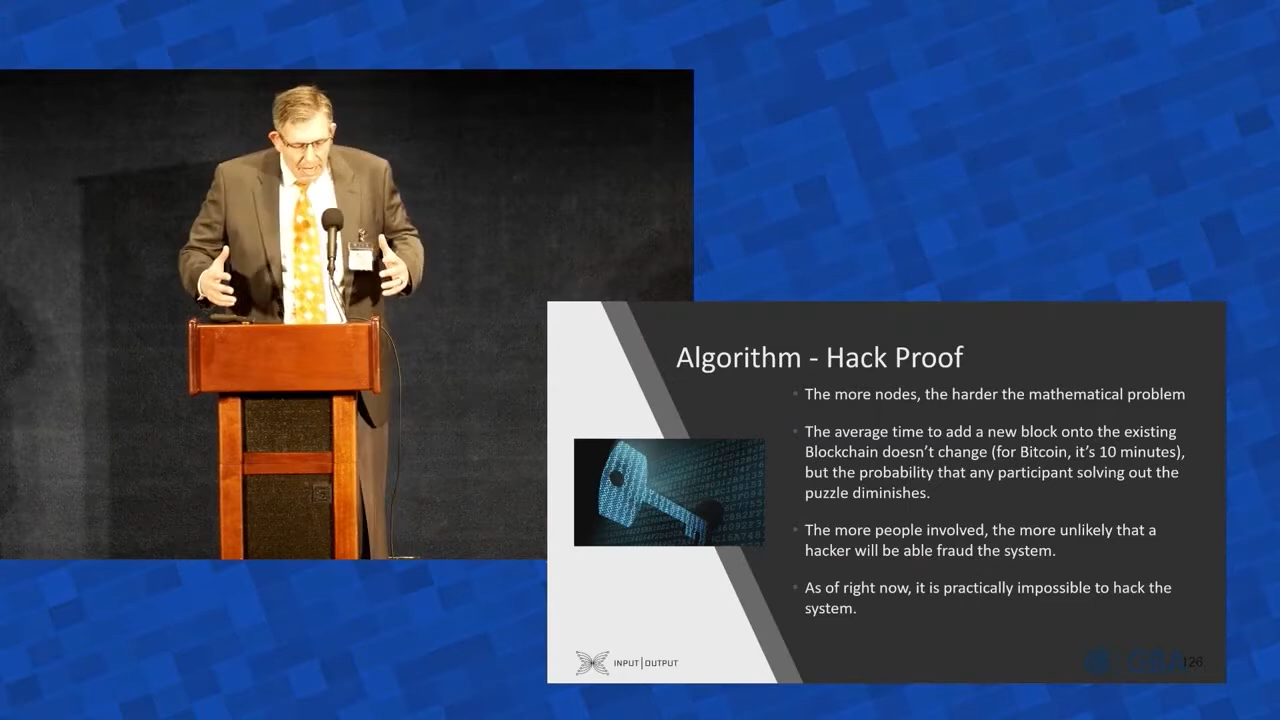 Algorithm - Hack Proof
The more nodes, the harder the mathematical problem
The average time to add a new block onto the existing
Blockchain doesn’t change (for Bitcoin, it’s 10 minutes),
but the probability that any participant solving out the
puzzle diminishes.
The more people involved, the more unlikely that a
hacker will be able fraud the system.
As of right now, it is practically impossible to hack the
system.
INPUT|OUTPUT
GBA
126